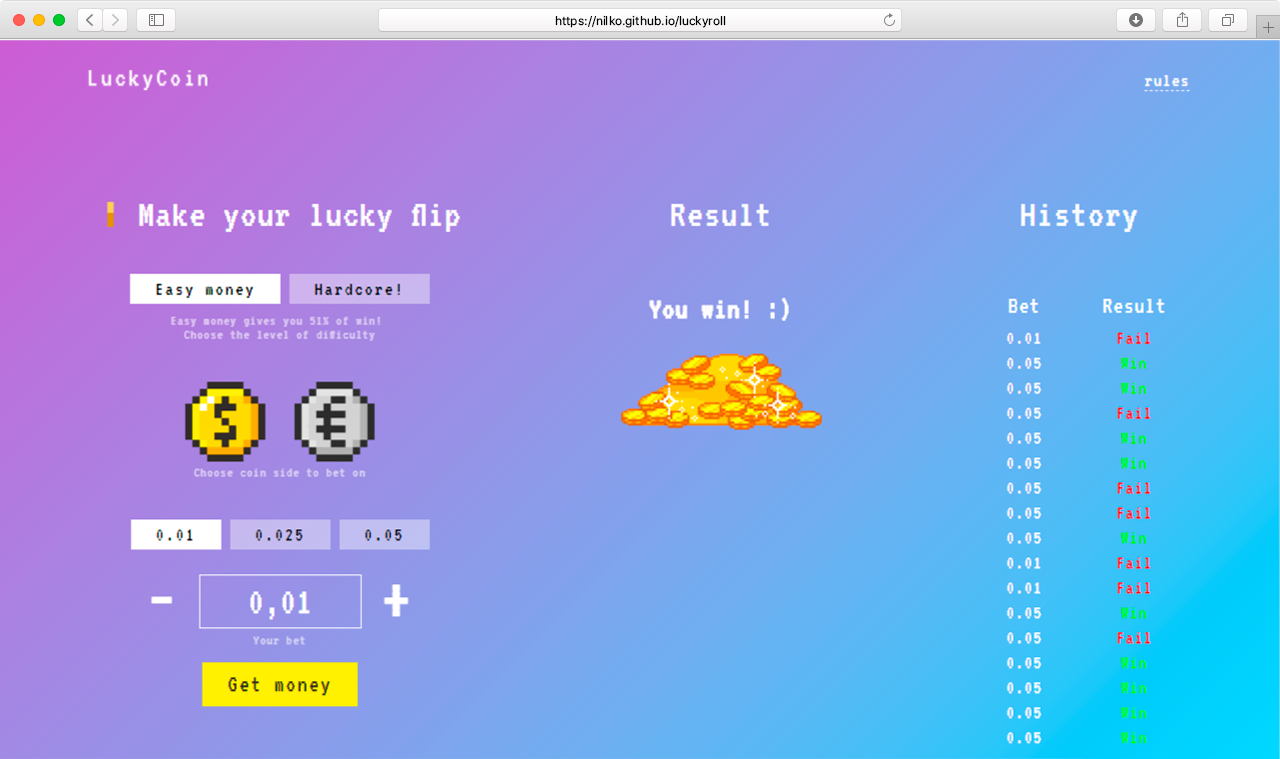 https://nilko.github.io/luckyroll
LuckyCoin
rules
Make your lucky flip
Easy money Hardcore!
Easy money gives you 51% of win!
Choose the level of difficulty
$ €
Choose coin side to bet on
0.01 0.025 0.05
- 0,01 +
Your bet
Get money
Result
You win! :)
History
Bet Result
0.01 Fail
0.05 Win
0.05 Win
0.05 Fail
0.05 Win
0.05 Win
0.05 Fail
0.05 Fail
0.05 Win
0.01 Fail
0.01 Fail
0.05 Win
0.05 Fail
0.05 Win
0.05 Win
0.05 Win
0.05 Win